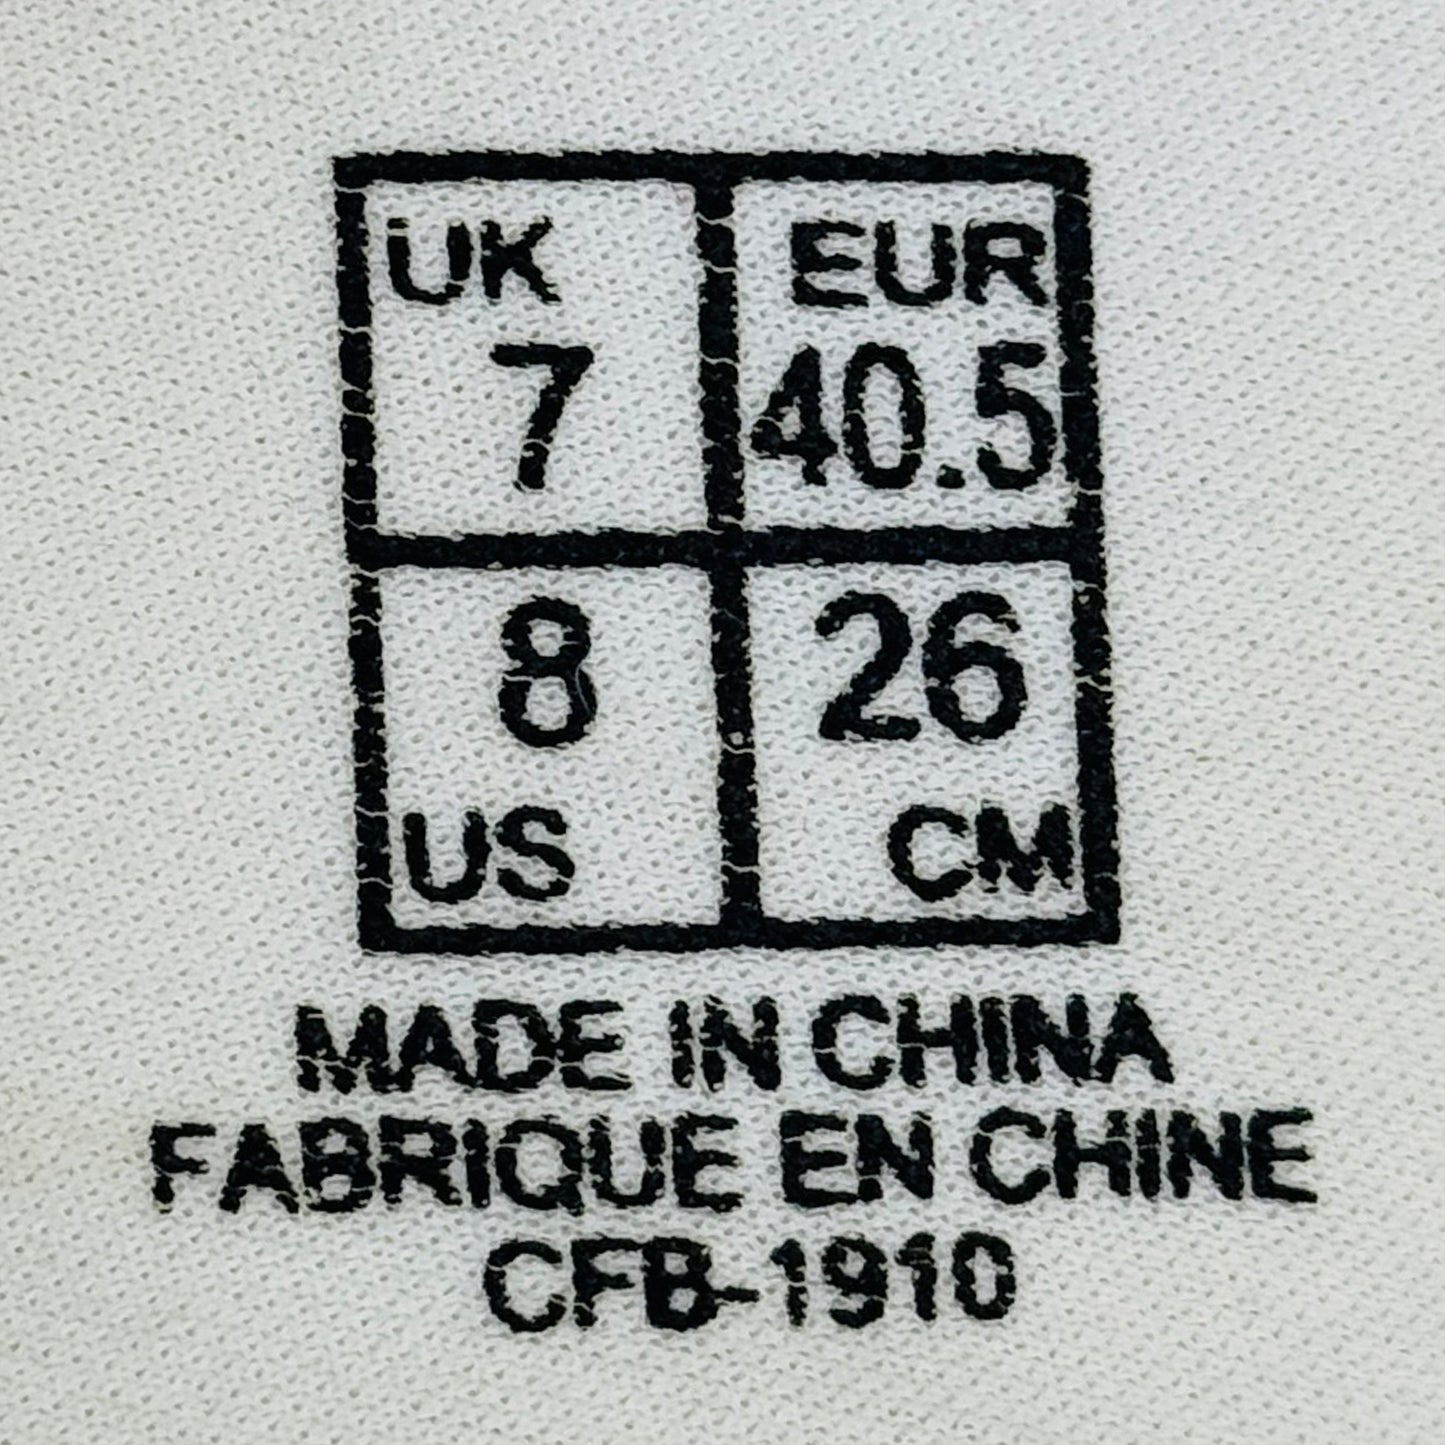 UK EUR
7 40.5
8 26
US CM
MADE IN CHINA
FABRIQUE EN CHINE
CFB-1910